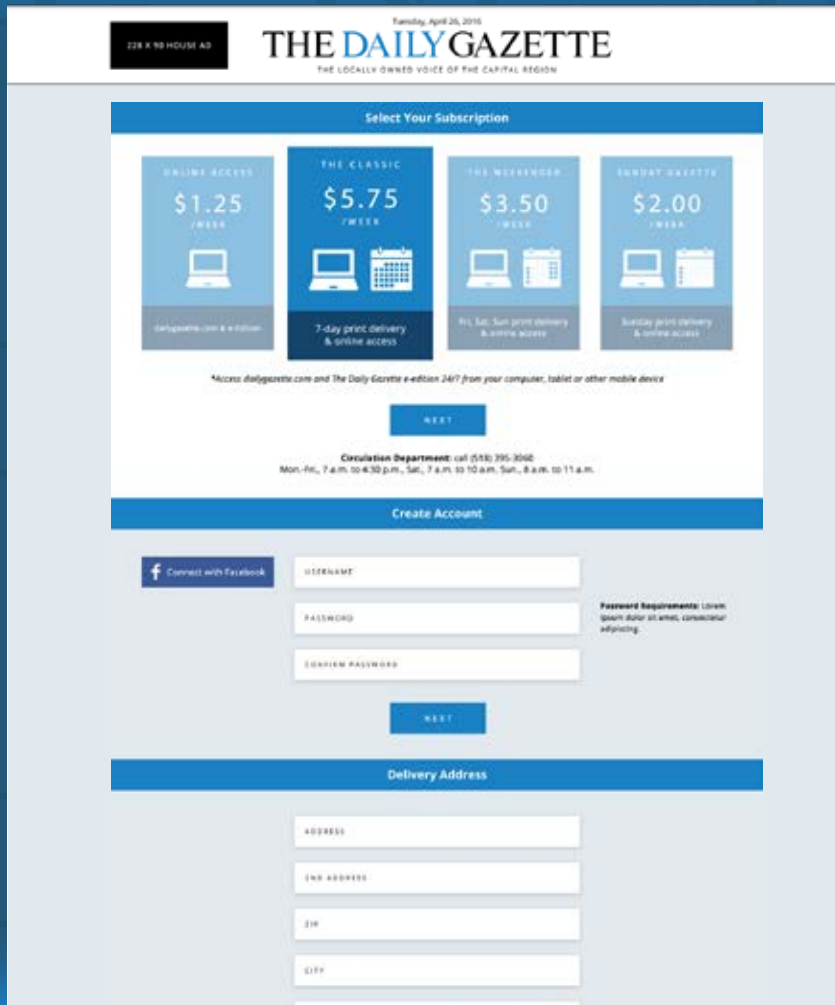 Tuesday, April 26, 2016
228 X 90 HOUSE AD
THE DAILY GAZETTE
THE LOCALLY OWNED VOICE OF THE CAPITAL REGION
Select Your Subscription
ONLINE ACCESS
$1.25
/WEEK
dailygazette.com & e-edition
THE CLASSIC
$5.75
/WEEK
7-day print delivery
& online access
THE WEEKENDER
$3.50
/WEEK
Fri, Sat, Sun print delivery
& online access
SUNDAY GAZETTE
$2.00
/WEEK
Sunday print delivery
& online access
*Access dailygazette.com and The Daily Gazette e-edition 24/7 from your computer, tablet or other mobile device
NEXT
Circulation Department: call (518) 395-3060
Mon.-Fri., 7 a.m. to 4:30 p.m., Sat., 7 a.m. to 10 a.m. Sun., 8 a.m. to 11 a.m.
Create Account
f Connect with Facebook
USERNAME
PASSWORD
CONFIRM PASSWORD
Password Requirements: Lorem
ipsum dolor sit amet, consectetur
adipiscing.
NEXT
Delivery Address
ADDRESS
2ND ADDRESS
ZIP
CITY